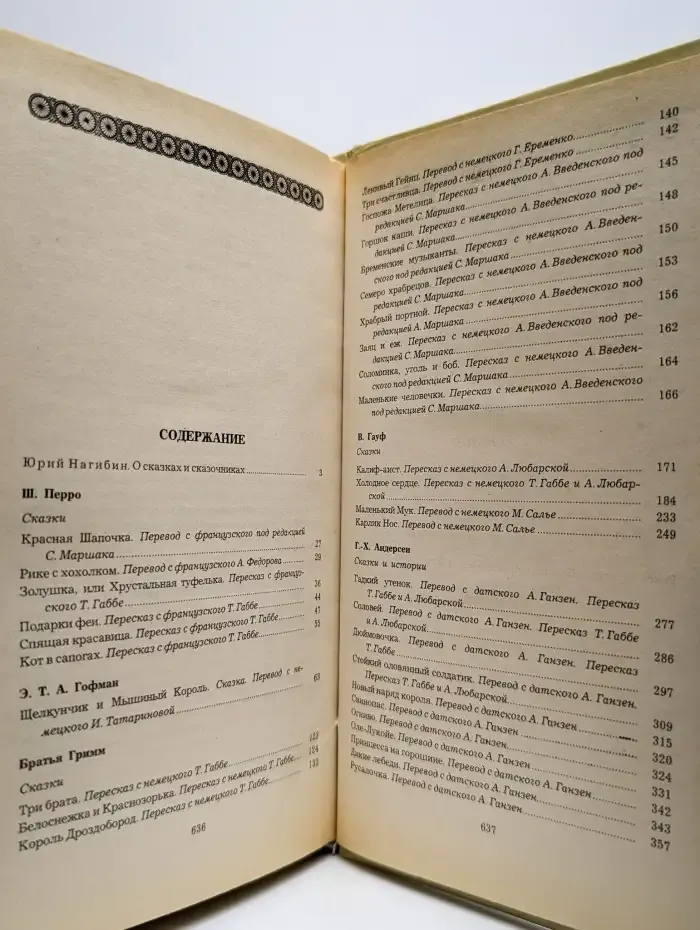 СОДЕРЖАНИЕ
Юрий Нагибин. О сказках и сказочниках 3
Ш. Перро
Сказки
Красная Шапочка. Перевод с французского под редакцией
С. Маршака 27
Рике с хохолком. Перевод с французского А. Федорова 29
Золушка, или Хрустальная туфелька. Пересказ с француз-
ского Т. Габбе 36
Подарки феи. Пересказ с французского Т. Габбе 44
Спящая красавица. Пересказ с французского Т. Габбе 47
Кот в сапогах. Пересказ с французского Т. Габбе 55
Э. Т. А. Гофман
Щелкунчик и Мышиный Король. Сказка. Перевод с не-
мецкого И. Татариновой 63
Братья Гримм
Сказки
Три брата. Пересказ с немецкого Т. Габбе
Белоснежка и Краснозорька. Пересказ с немецкого Т. Габбе 124
Король Дроздобород. Пересказ с немецкого Т. Габбе
636
Ленивый Гейнц. Перевод с немецкого Г. Еременко 140
Три счастливца. Перевод с немецкого Г. Еременко 142
Госпожа Метелица. Пересказ с немецкого А. Введенского под
редакцией С. Маршака 145
Горшок каши. Пересказ с немецкого А. Введенского под ре-
дакцией С. Маршака 148
Бременские музыканты. Пересказ с немецкого А. Введен-
ского под редакцией С. Маршака 150
Семеро храбрецов. Пересказ с немецкого А. Введенского под
редакцией С. Маршака 153
Храбрый портной. Пересказ с немецкого А. Введенского под
редакцией А. Маршака 156
Заяц и еж. Пересказ с немецкого А. Введенского под ре-
дакцией С. Маршака 162
Соломинка, уголь и боб. Пересказ с немецкого А. Введен-
ского под редакцией С. Маршака 164
Маленькие человечки. Пересказ с немецкого А. Введенского
под редакцией С. Маршака 166
В. Гауф
Сказки
Калиф-аист. Пересказ с немецкого А. Любарской 171
Холодное сердце. Пересказ с немецкого Т. Габбе и А. Любар-
ской 184
Маленький Мук. Перевод с немецкого М. Салье 233
Карлик Нос. Перевод с немецкого М. Салье 249
Г.-Х. Андерсен
Сказки и истории
Гадкий утенок. Перевод с датского А. Ганзен. Пересказ
Т. Габбе и А. Любарской 277
Соловей. Перевод с датского А. Ганзен. Пересказ Т. Габбе
и А. Любарской 286
Дюймовочка. Перевод с датского А. Ганзен. Пересказ
Т. Габбе 297
Стойкий оловянный солдатик. Перевод с датского А. Ганзен.
Пересказ Т. Габбе и А. Любарской 309
Новый наряд короля. Перевод с датского А. Ганзен 315
Свинопас. Перевод с датского А. Ганзен 320
Огниво. Перевод с датского А. Ганзен 324
Оле-Лукойе. Перевод с датского А. Ганзен 331
Принцесса на горошине. Перевод с датского А. Ганзен 342
Дикие лебеди. Перевод с датского А. Ганзен 343
Русалочка. Перевод с датского А. Ганзен 357
637